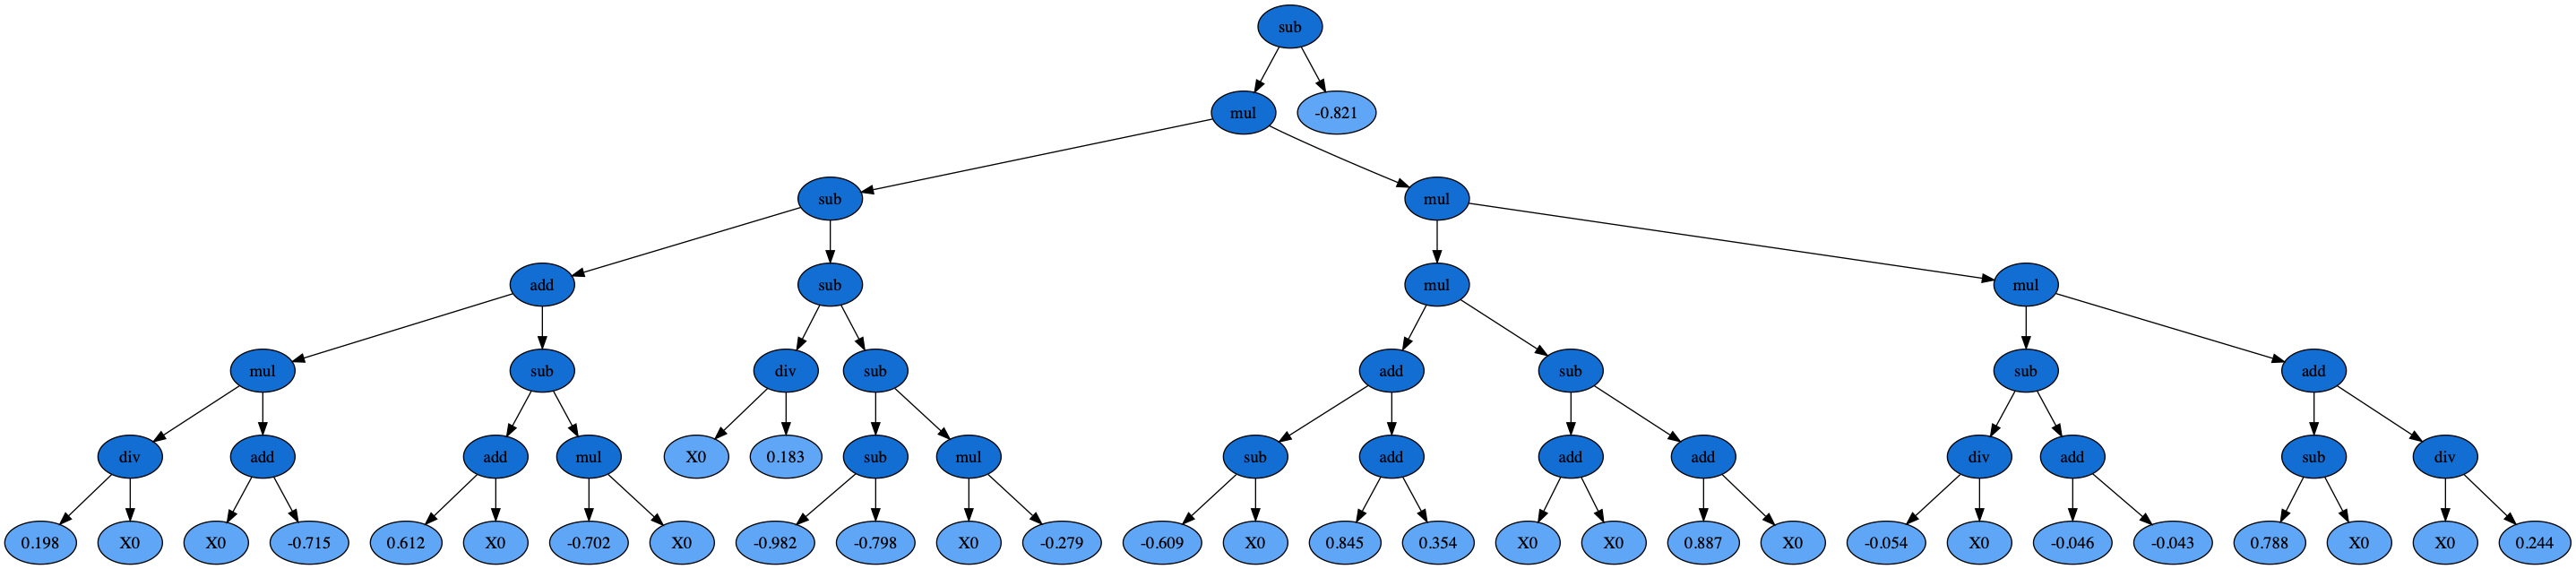 sub
mul -0.821
sub mul
add sub mul mul
mul sub div sub add sub sub add
div add add mul X0 0.183 sub mul sub add add add div add sub div
0.198 X0 X0 -0.715 0.612 X0 -0.702 X0 -0.982 -0.798 X0 -0.279 -0.609 X0 0.845 0.354 X0 X0 0.887 X0 -0.054 X0 -0.046 -0.043 0.788 X0 X0 0.244